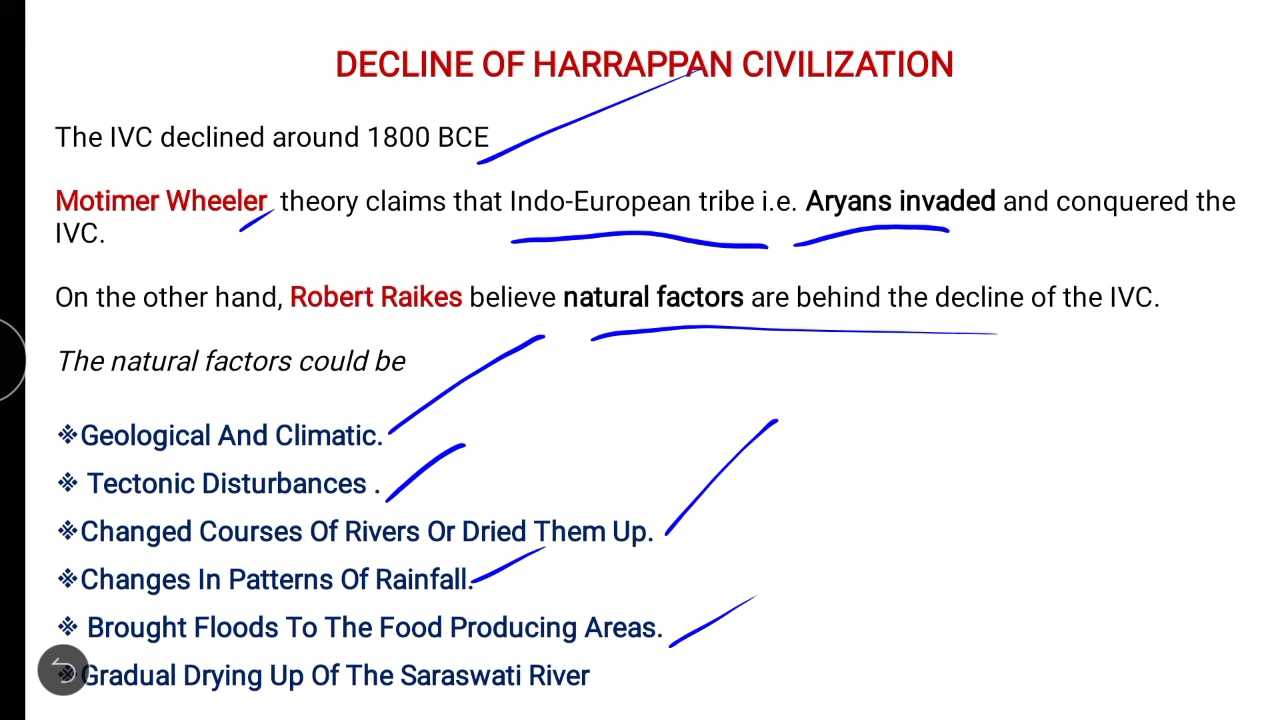 DECLINE OF HARRAPPAN CIVILIZATION
The IVC declined around 1800 BCE
Motimer Wheeler theory claims that Indo-European tribe i.e. Aryans invaded and conquered the
IVC.
On the other hand, Robert Raikes believe natural factors are behind the decline of the IVC.
The natural factors could be
❖Geological And Climatic.
❖ Tectonic Disturbances .
❖Changed Courses Of Rivers Or Dried Them Up.
❖Changes In Patterns Of Rainfall.
❖ Brought Floods To The Food Producing Areas.
❖Gradual Drying Up Of The Saraswati River